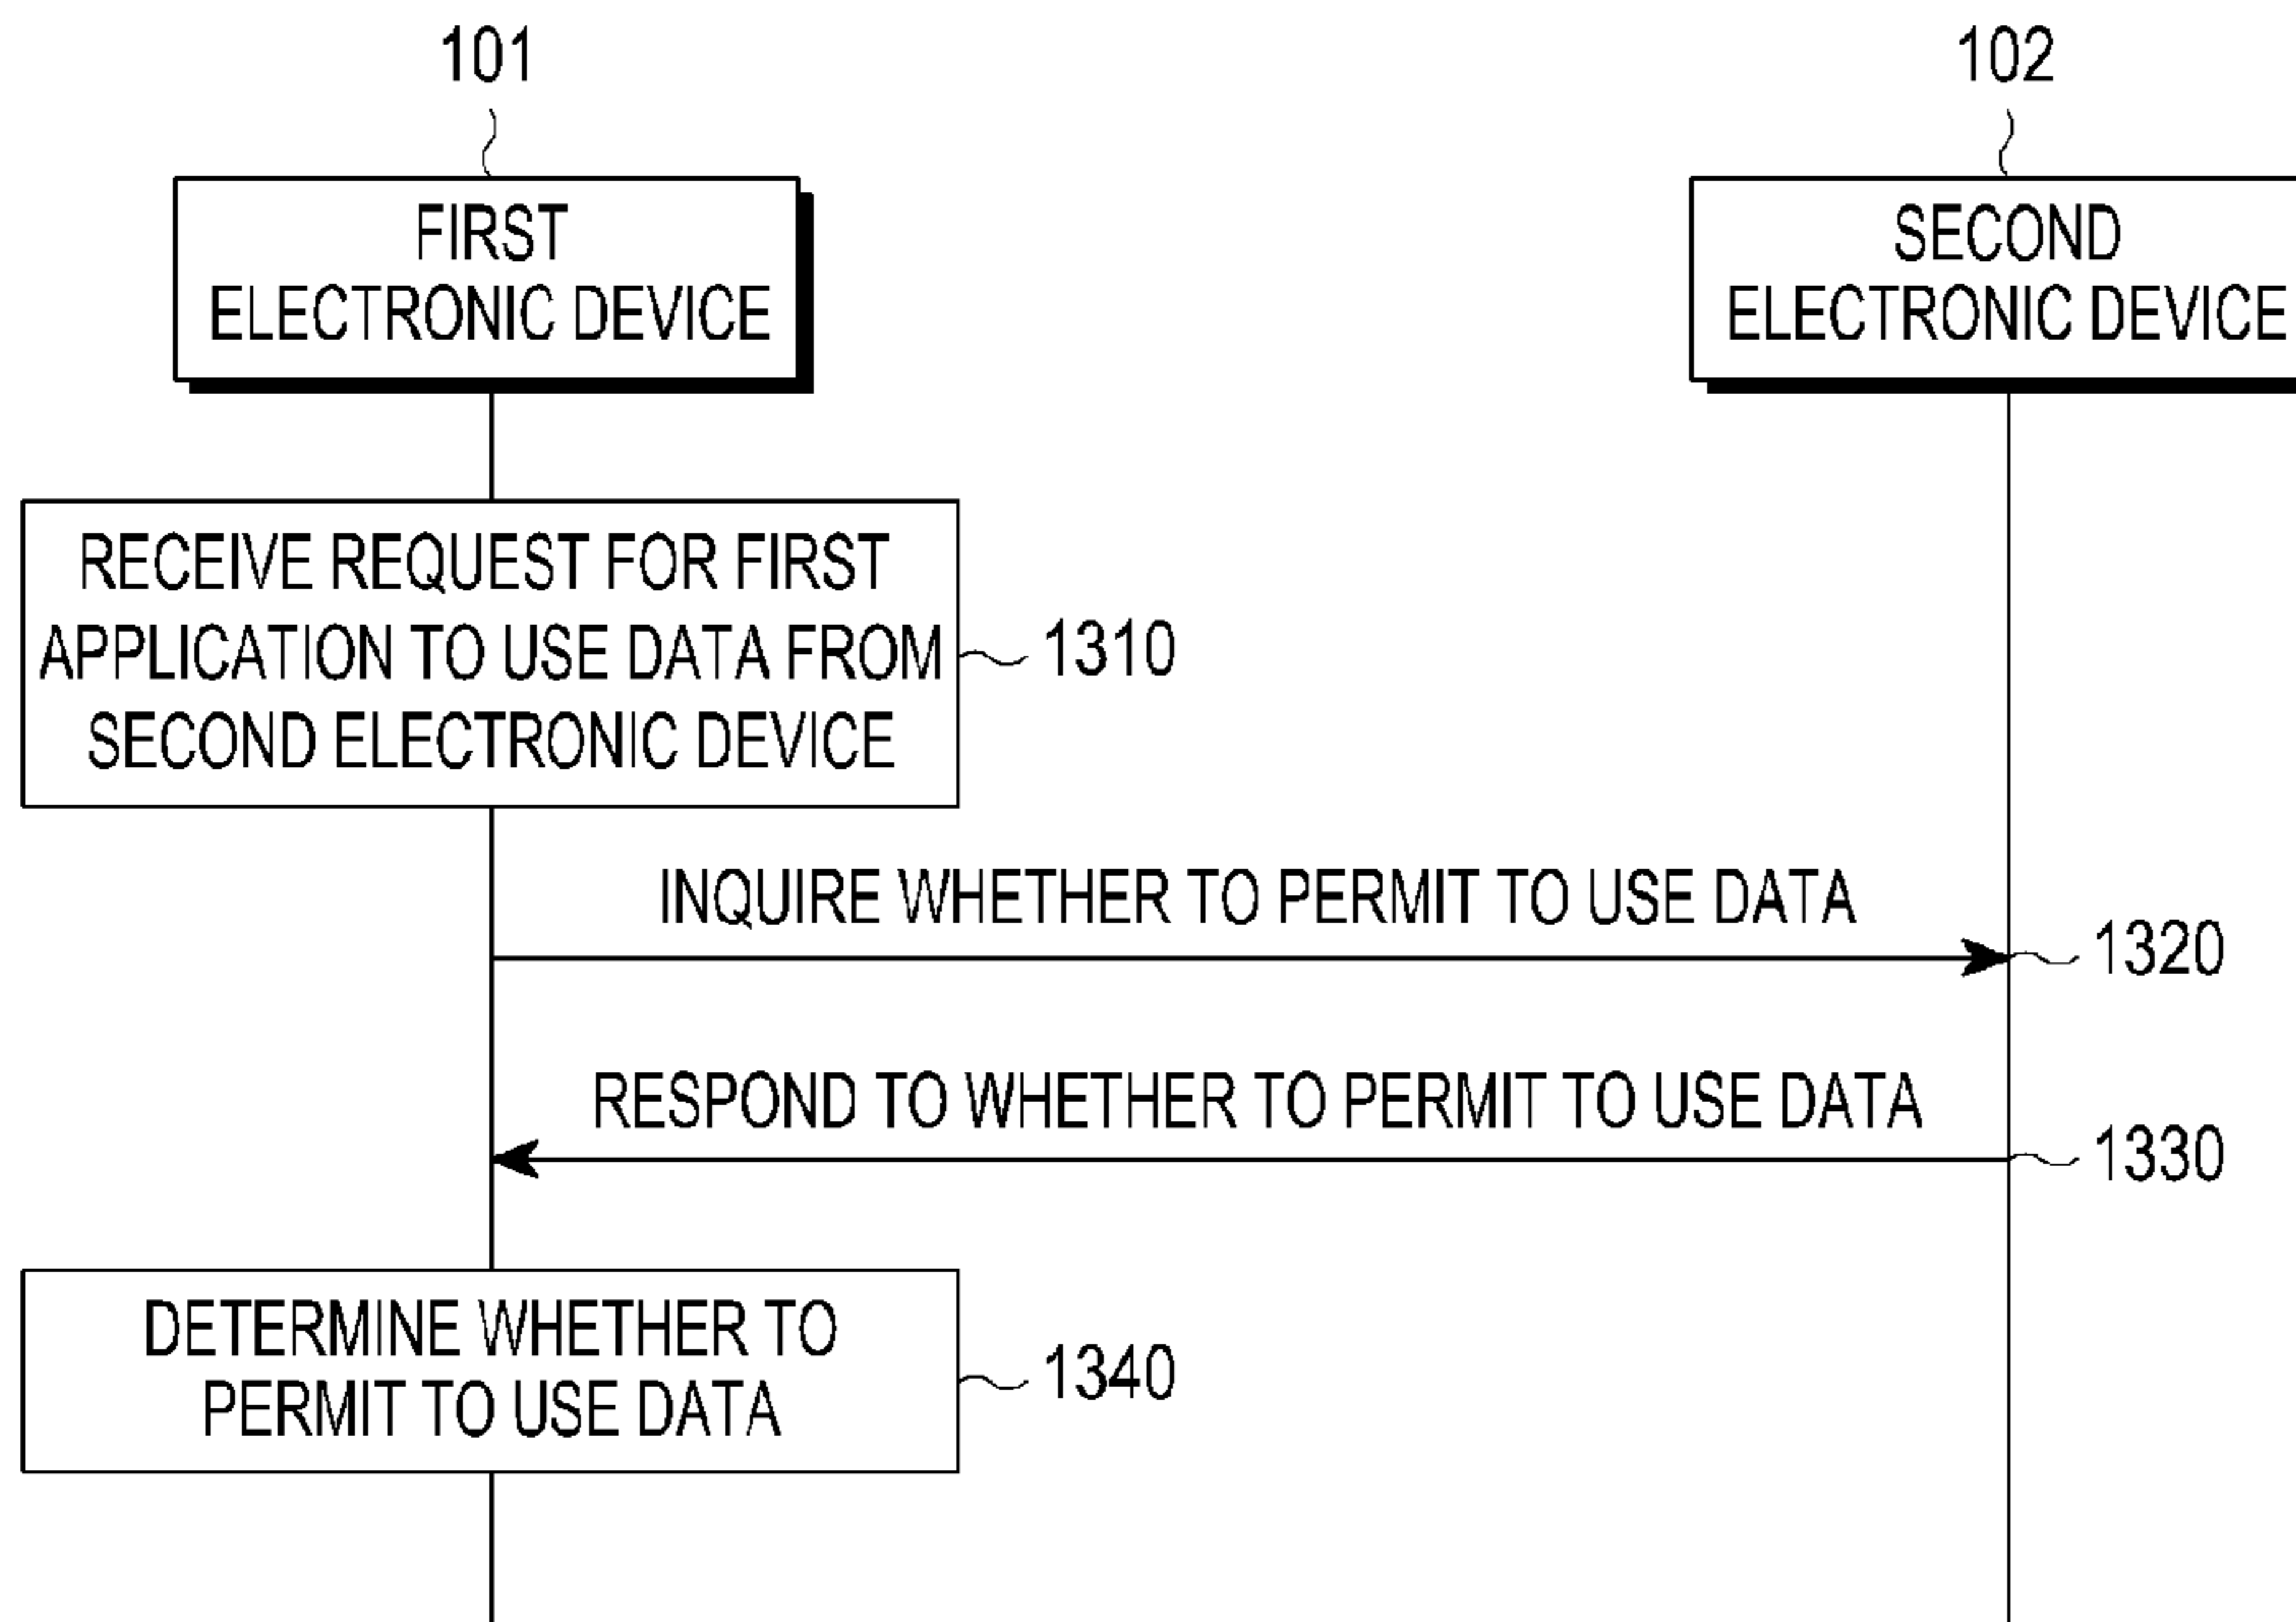 101
102
FIRST
ELECTRONIC DEVICE
SECOND
ELECTRONIC DEVICE
RECEIVE REQUEST FOR FIRST
APPLICATION TO USE DATA FROM
SECOND ELECTRONIC DEVICE
1310
INQUIRE WHETHER TO PERMIT TO USE DATA
1320
RESPOND TO WHETHER TO PERMIT TO USE DATA
1330
DETERMINE WHETHER TO
PERMIT TO USE DATA
1340